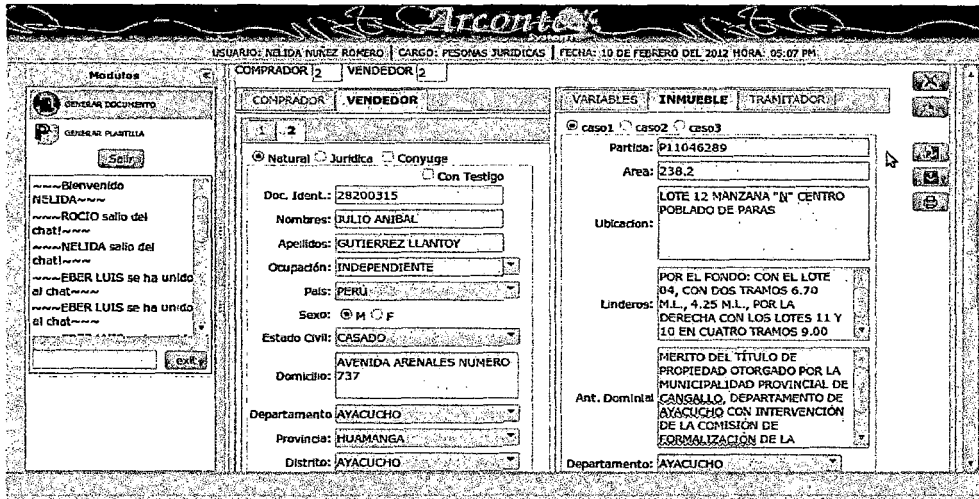 Arconte
USUARIO: NELIDA NUÑEZ ROMERO | CARGO: PESONAS JURIDICAS | FECHA: 10 DE FEBRERO DEL 2012 HORA: 05:07 PM
Modulos
GENERAR DOCUMENTO
GENERAR PLANTILLA
Salir
~~~Bienvenido
NELIDA~~~
~~~ROCIO salio del
chat!~~~
~~~NELIDA salio del
chat!~~~
~~~EBER LUIS se ha unido
al chat~~~
~~~EBER LUIS se ha unido
al chat~~~
exit
COMPRADOR 2 VENDEDOR 2
COMPRADOR VENDEDOR
1 2
Natural Juridica Conyuge
Con Testigo
Doc. Ident.: 28200315
Nombres: JULIO ANIBAL
Apellidos: GUTIERREZ LLANTOY
Ocupación: INDEPENDIENTE
Pais: PERÚ
Sexo: M F
Estado Civil: CASADO
Domicilio: AVENIDA ARENALES NUMERO
737
Departamento AYACUCHO
Provincia: HUAMANGA
Distrito: AYACUCHO
VARIABLES INMUEBLE TRAMITADOR
caso1 caso2 caso3
Partida: P11046289
Area: 238.2
Ubicacion: LOTE 12 MANZANA "N" CENTRO
POBLADO DE PARAS
Linderos: POR EL FONDO: CON EL LOTE
04, CON DOS TRAMOS 6.70
M.L., 4.25 M.L., POR LA
DERECHA CON LOS LOTES 11 Y
10 EN CUATRO TRAMOS 9.00
Ant. Dominial MERITO DEL TÍTULO DE
PROPIEDAD OTORGADO POR LA
MUNICIPALIDAD PROVINCIAL DE
CANGALLO, DEPARTAMENTO DE
AYACUCHO CON INTERVENCIÓN
DE LA COMISIÓN DE
FORMALIZACIÓN DE LA
Departamento: AYACUCHO